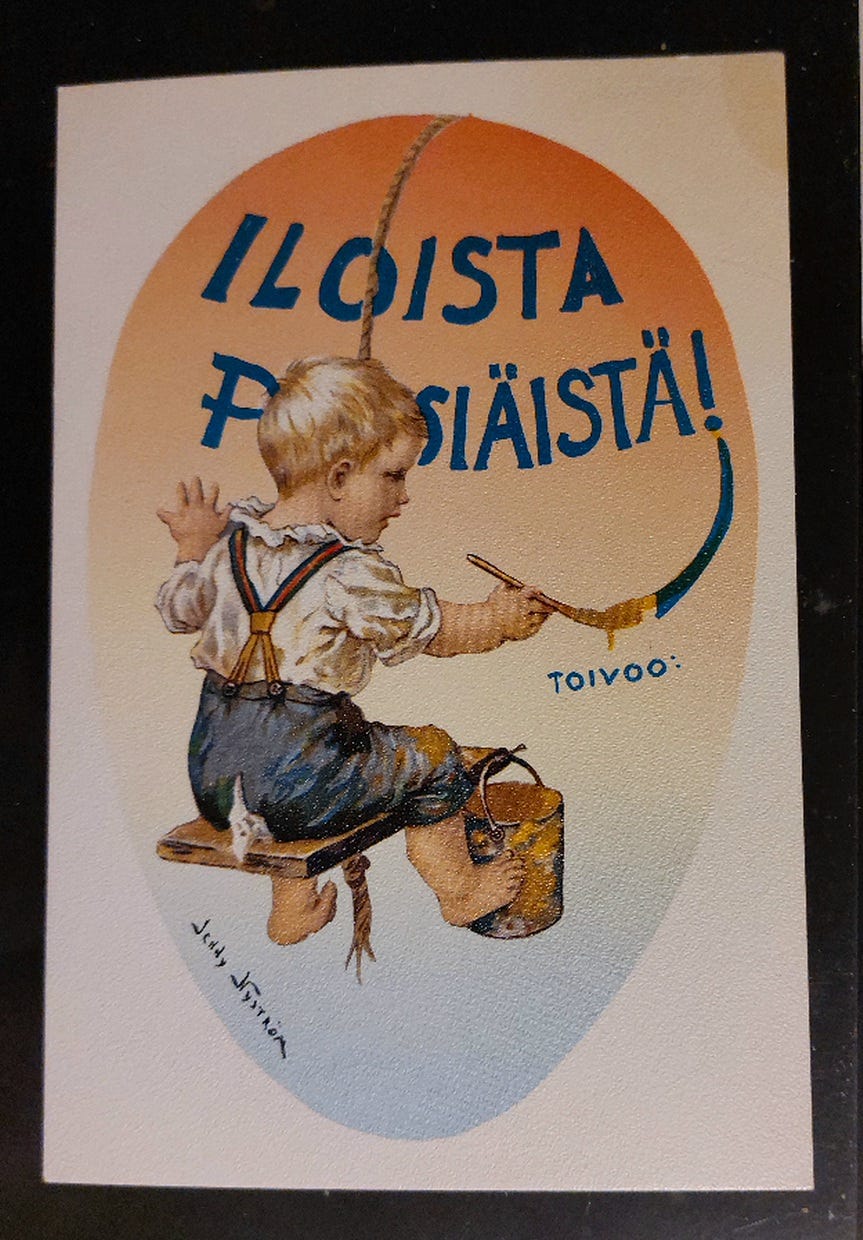 ILOISTA
P SIÄISTÄ!
TOIVOO:
Jenny Nyström